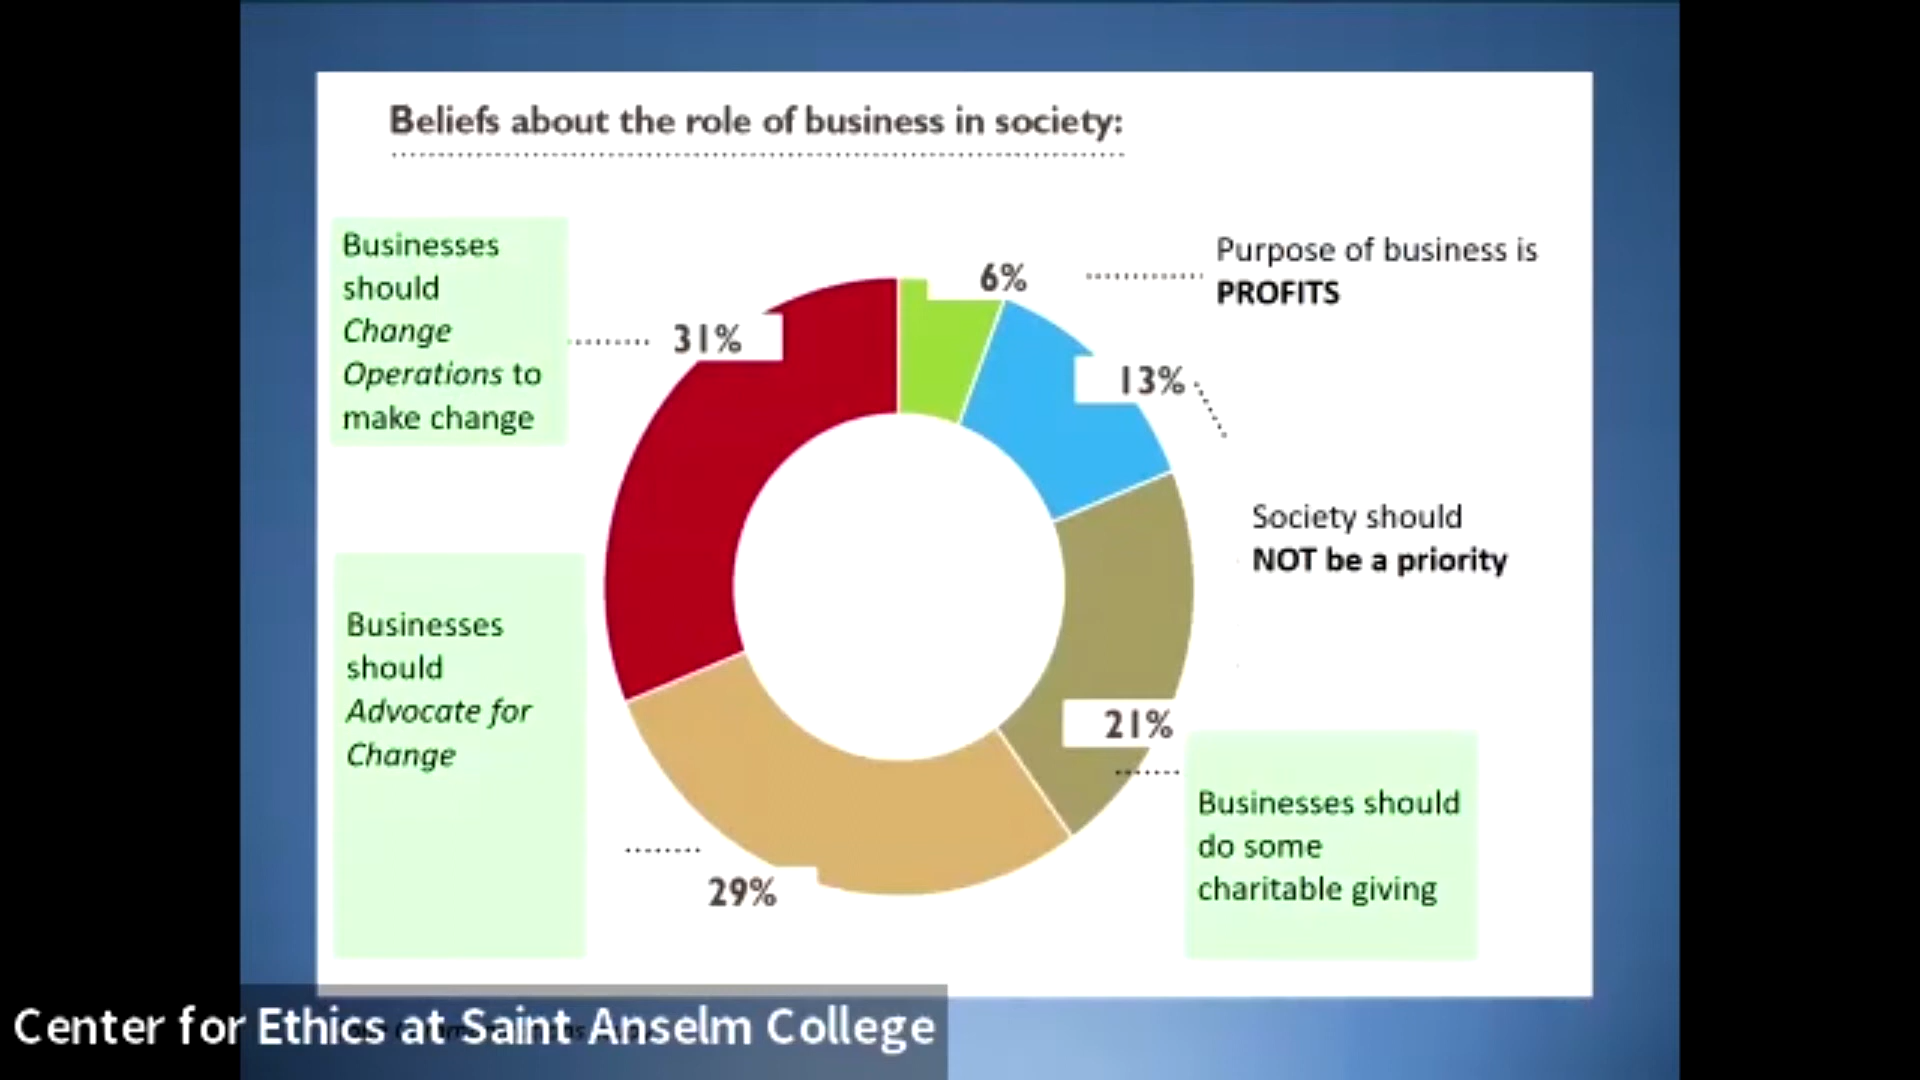 Beliefs about the role of business in society:
Businesses
should
Change
Operations to
make change
31%
6%
Purpose of business is
PROFITS
13%
Society should
NOT be a priority
Businesses
should
Advocate for
Change
29%
21%
Businesses should
do some
charitable giving
Center for Ethics at Saint Anselm College